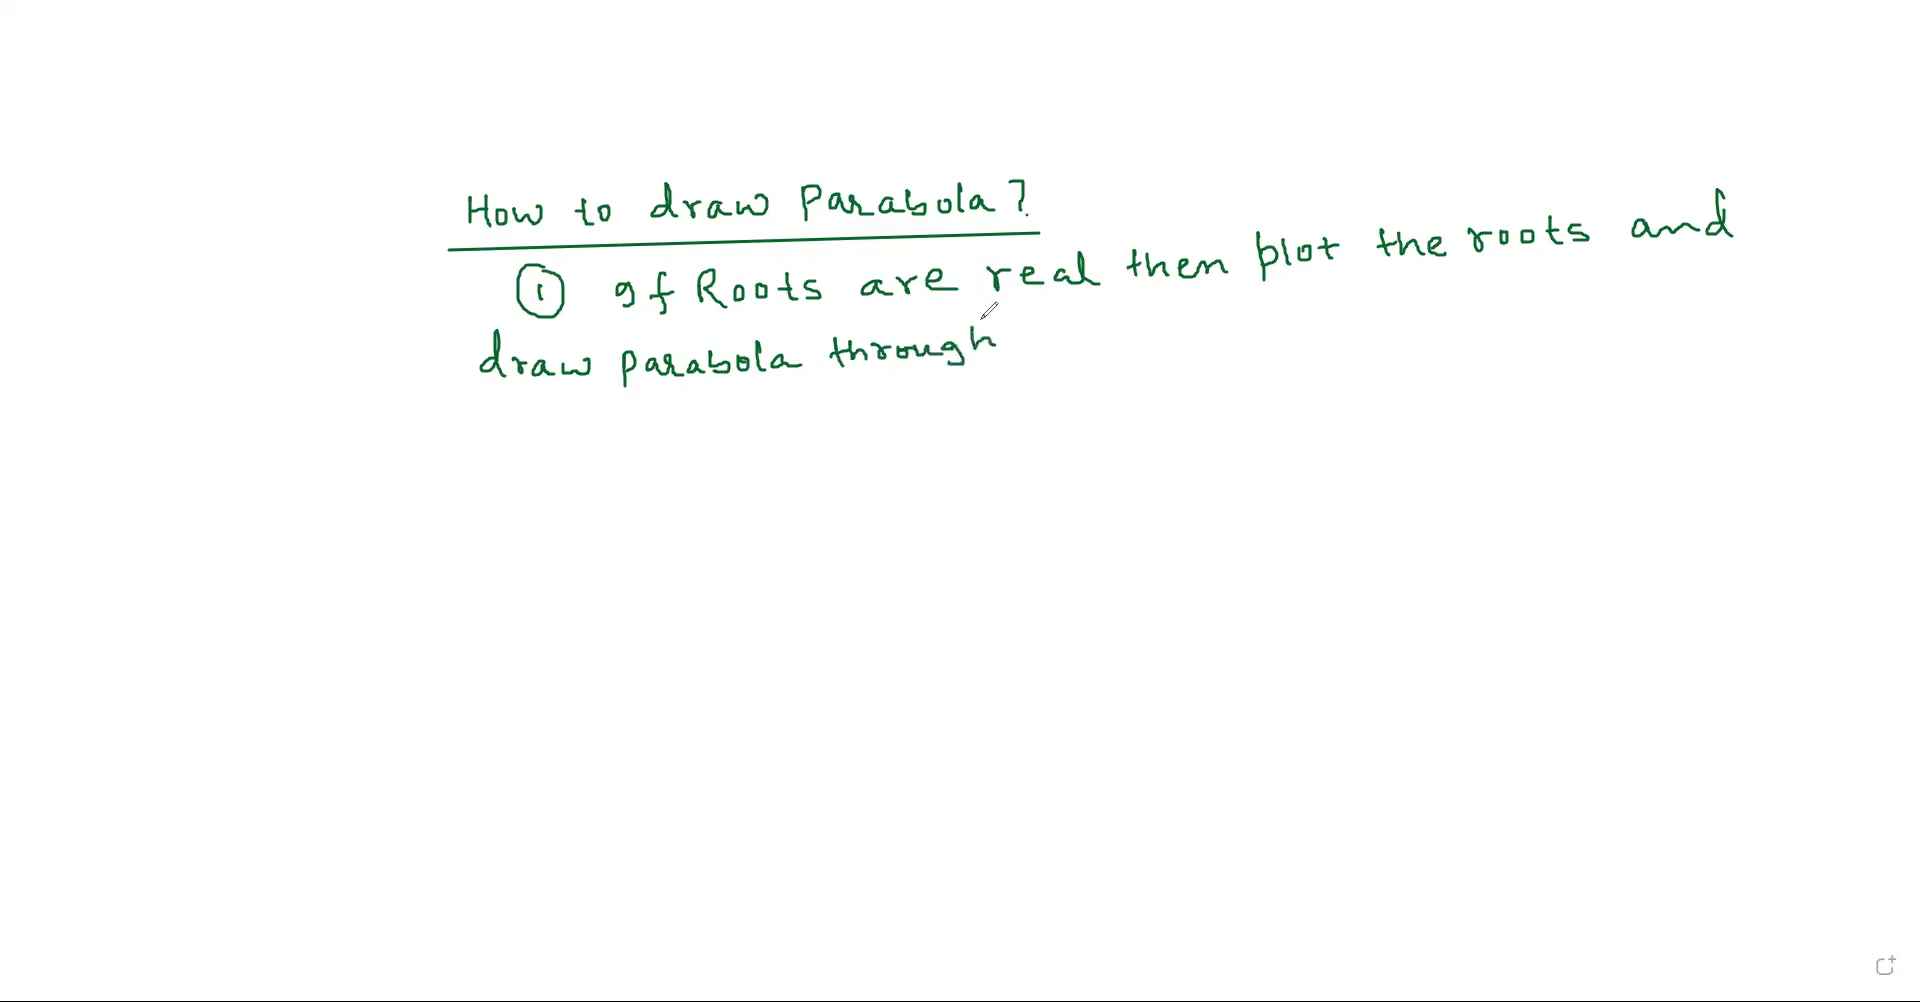 How to draw Parabola?
① If Roots are real then plot the roots and
draw parabola through